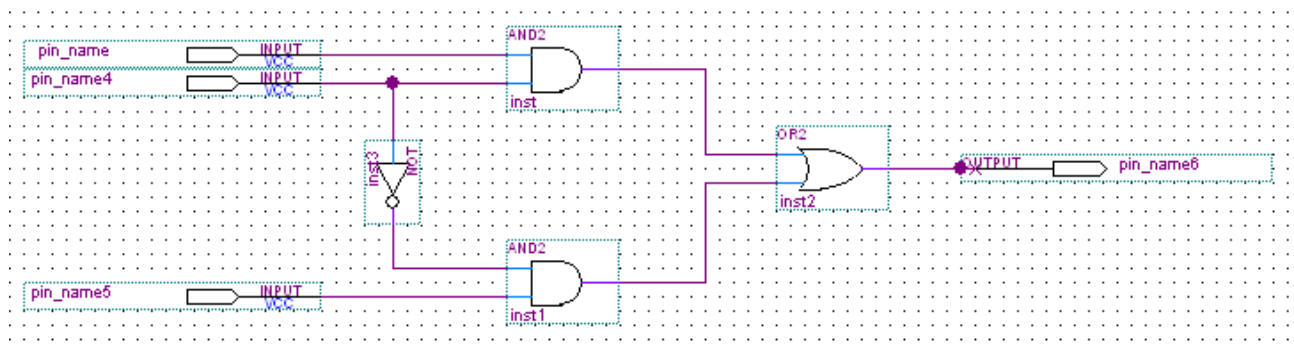 AND2
pin_name INPUT
VCC
pin_name4 INPUT
VCC
inst
OR2
inst3 NOT
OUTPUT pin_name6
inst2
AND2
pin_name5 INPUT
VCC
inst1